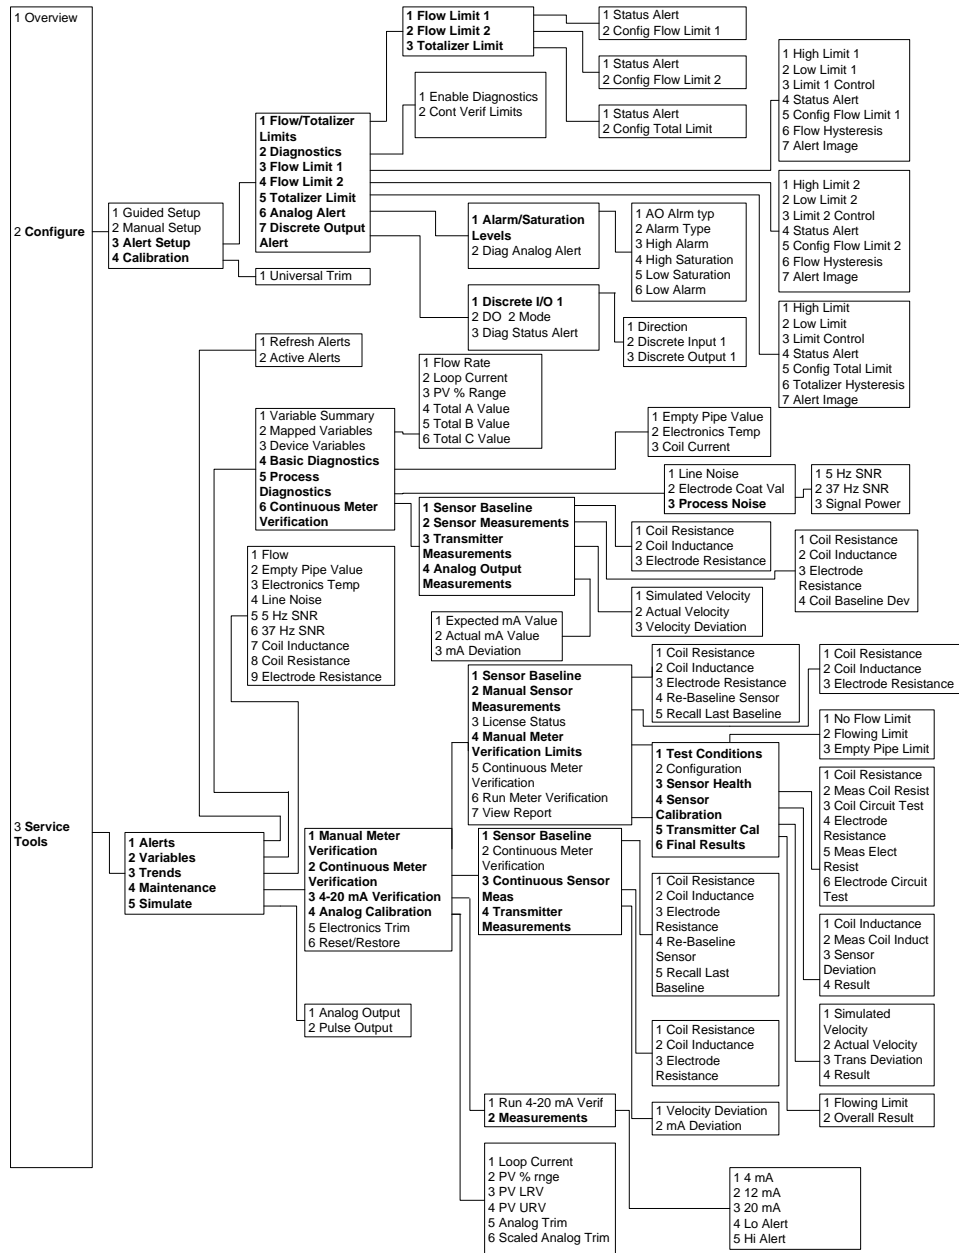 1 Overview
2 Configure
3 Service
Tools
1 Guided Setup
2 Manual Setup
3 Alert Setup
4 Calibration
1 Flow/Totalizer
Limits
2 Diagnostics
3 Flow Limit 1
4 Flow Limit 2
5 Totalizer Limit
6 Analog Alert
7 Discrete Output
Alert
1 Universal Trim
1 Flow Limit 1
2 Flow Limit 2
3 Totalizer Limit
1 Status Alert
2 Config Flow Limit 1
1 Status Alert
2 Config Flow Limit 2
1 Status Alert
2 Config Total Limit
1 Enable Diagnostics
2 Cont Verif Limits
1 High Limit 1
2 Low Limit 1
3 Limit 1 Control
4 Status Alert
5 Config Flow Limit 1
6 Flow Hysteresis
7 Alert Image
1 High Limit 2
2 Low Limit 2
3 Limit 2 Control
4 Status Alert
5 Config Flow Limit 2
6 Flow Hysteresis
7 Alert Image
1 High Limit
2 Low Limit
3 Limit Control
4 Status Alert
5 Config Total Limit
6 Totalizer Hysteresis
7 Alert Image
1 Alarm/Saturation
Levels
2 Diag Analog Alert
1 AO Alrm typ
2 Alarm Type
3 High Alarm
4 High Saturation
5 Low Saturation
6 Low Alarm
1 Discrete I/O 1
2 DO 2 Mode
3 Diag Status Alert
1 Direction
2 Discrete Input 1
3 Discrete Output 1
1 Refresh Alerts
2 Active Alerts
1 Variable Summary
2 Mapped Variables
3 Device Variables
4 Basic Diagnostics
5 Process
Diagnostics
6 Continuous Meter
Verification
1 Flow Rate
2 Loop Current
3 PV % Range
4 Total A Value
5 Total B Value
6 Total C Value
1 Empty Pipe Value
2 Electronics Temp
3 Coil Current
1 Line Noise
2 Electrode Coat Val
3 Process Noise
1 5 Hz SNR
2 37 Hz SNR
3 Signal Power
1 Sensor Baseline
2 Sensor Measurements
3 Transmitter
Measurements
4 Analog Output
Measurements
1 Coil Resistance
2 Coil Inductance
3 Electrode Resistance
1 Coil Resistance
2 Coil Inductance
3 Electrode
Resistance
4 Coil Baseline Dev
1 Simulated Velocity
2 Actual Velocity
3 Velocity Deviation
1 Expected mA Value
2 Actual mA Value
3 mA Deviation
1 Flow
2 Empty Pipe Value
3 Electronics Temp
4 Line Noise
5 5 Hz SNR
6 37 Hz SNR
7 Coil Inductance
8 Coil Resistance
9 Electrode Resistance
1 Alerts
2 Variables
3 Trends
4 Maintenance
5 Simulate
1 Manual Meter
Verification
2 Continuous Meter
Verification
3 4-20 mA Verification
4 Analog Calibration
5 Electronics Trim
6 Reset/Restore
1 Analog Output
2 Pulse Output
1 Sensor Baseline
2 Manual Sensor
Measurements
3 License Status
4 Manual Meter
Verification Limits
5 Continuous Meter
Verification
6 Run Meter Verification
7 View Report
1 Coil Resistance
2 Coil Inductance
3 Electrode Resistance
4 Re-Baseline Sensor
5 Recall Last Baseline
1 Coil Resistance
2 Coil Inductance
3 Electrode Resistance
1 No Flow Limit
2 Flowing Limit
3 Empty Pipe Limit
1 Test Conditions
2 Configuration
3 Sensor Health
4 Sensor
Calibration
5 Transmitter Cal
6 Final Results
1 Coil Resistance
2 Meas Coil Resist
3 Coil Circuit Test
4 Electrode
Resistance
5 Meas Elect
Resist
6 Electrode Circuit
Test
1 Coil Inductance
2 Meas Coil Induct
3 Sensor
Deviation
4 Result
1 Simulated
Velocity
2 Actual Velocity
3 Trans Deviation
4 Result
1 Flowing Limit
2 Overall Result
1 Sensor Baseline
2 Continuous Meter
Verification
3 Continuous Sensor
Meas
4 Transmitter
Measurements
1 Coil Resistance
2 Coil Inductance
3 Electrode
Resistance
4 Re-Baseline
Sensor
5 Recall Last
Baseline
1 Coil Resistance
2 Coil Inductance
3 Electrode
Resistance
1 Velocity Deviation
2 mA Deviation
1 Run 4-20 mA Verif
2 Measurements
1 4 mA
2 12 mA
3 20 mA
4 Lo Alert
5 Hi Alert
1 Loop Current
2 PV % rnge
3 PV LRV
4 PV URV
5 Analog Trim
6 Scaled Analog Trim